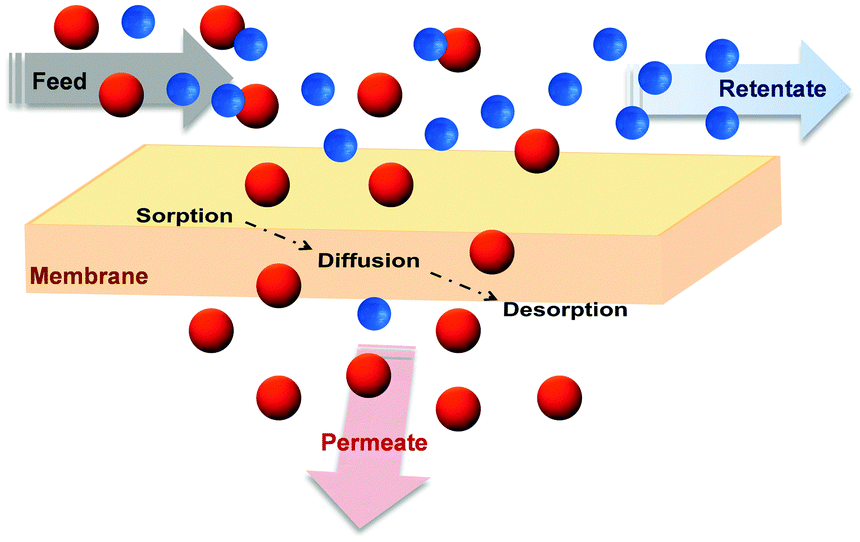 Feed
Retentate
Sorption
Diffusion
Membrane
Desorption
Permeate